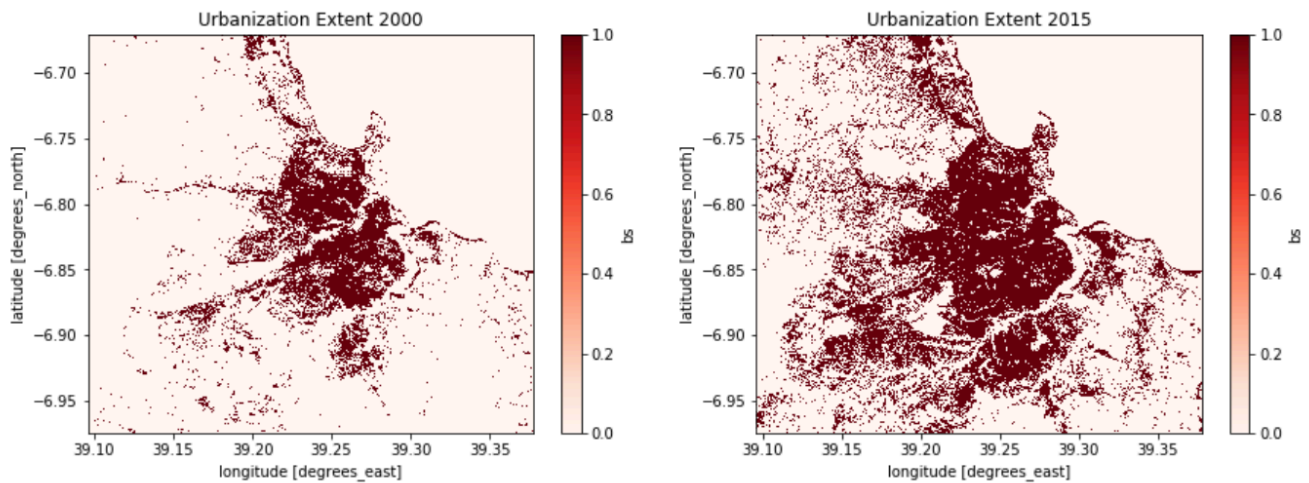 Urbanization Extent 2000
−6.70
−6.75
−6.80
−6.85
−6.90
−6.95
latitude [degrees_north]
39.10 39.15 39.20 39.25 39.30 39.35
longitude [degrees_east]
1.0
0.8
0.6
0.4
0.2
0.0
bs
Urbanization Extent 2015
−6.70
−6.75
−6.80
−6.85
−6.90
−6.95
latitude [degrees_north]
39.10 39.15 39.20 39.25 39.30 39.35
longitude [degrees_east]
1.0
0.8
0.6
0.4
0.2
0.0
bs